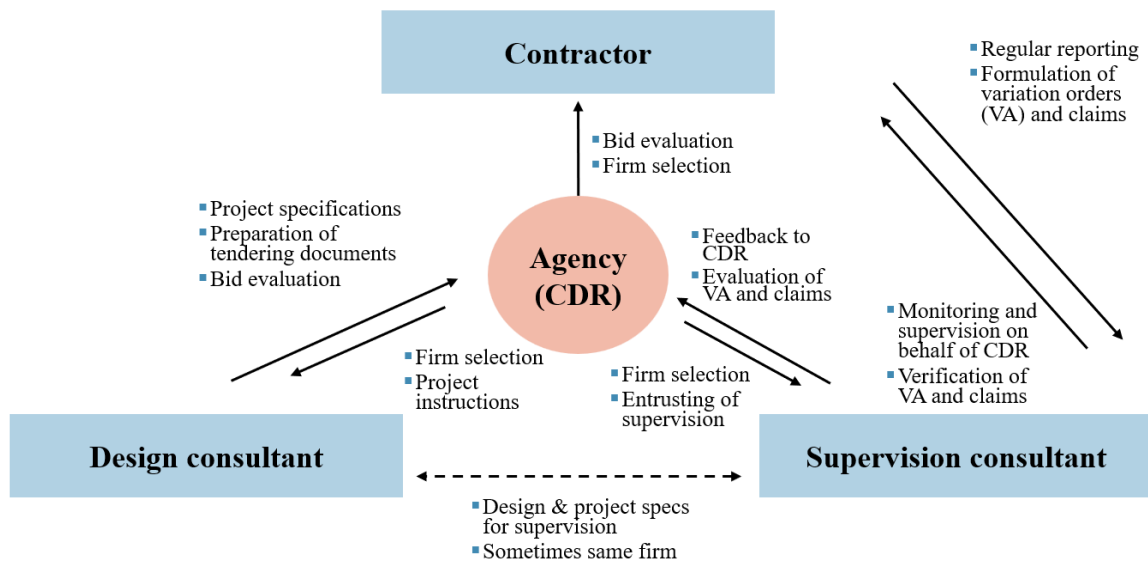 Contractor
Regular reporting
Formulation of
variation orders
(VA) and claims
Bid evaluation
Firm selection
Project specifications
Preparation of
tendering documents
Bid evaluation
Agency
(CDR)
Feedback to
CDR
Evaluation of
VA and claims
Monitoring and
supervision on
behalf of CDR
Verification of
VA and claims
Firm selection
Project
instructions
Firm selection
Entrusting of
supervision
Design consultant
Supervision consultant
Design & project specs
for supervision
Sometimes same firm